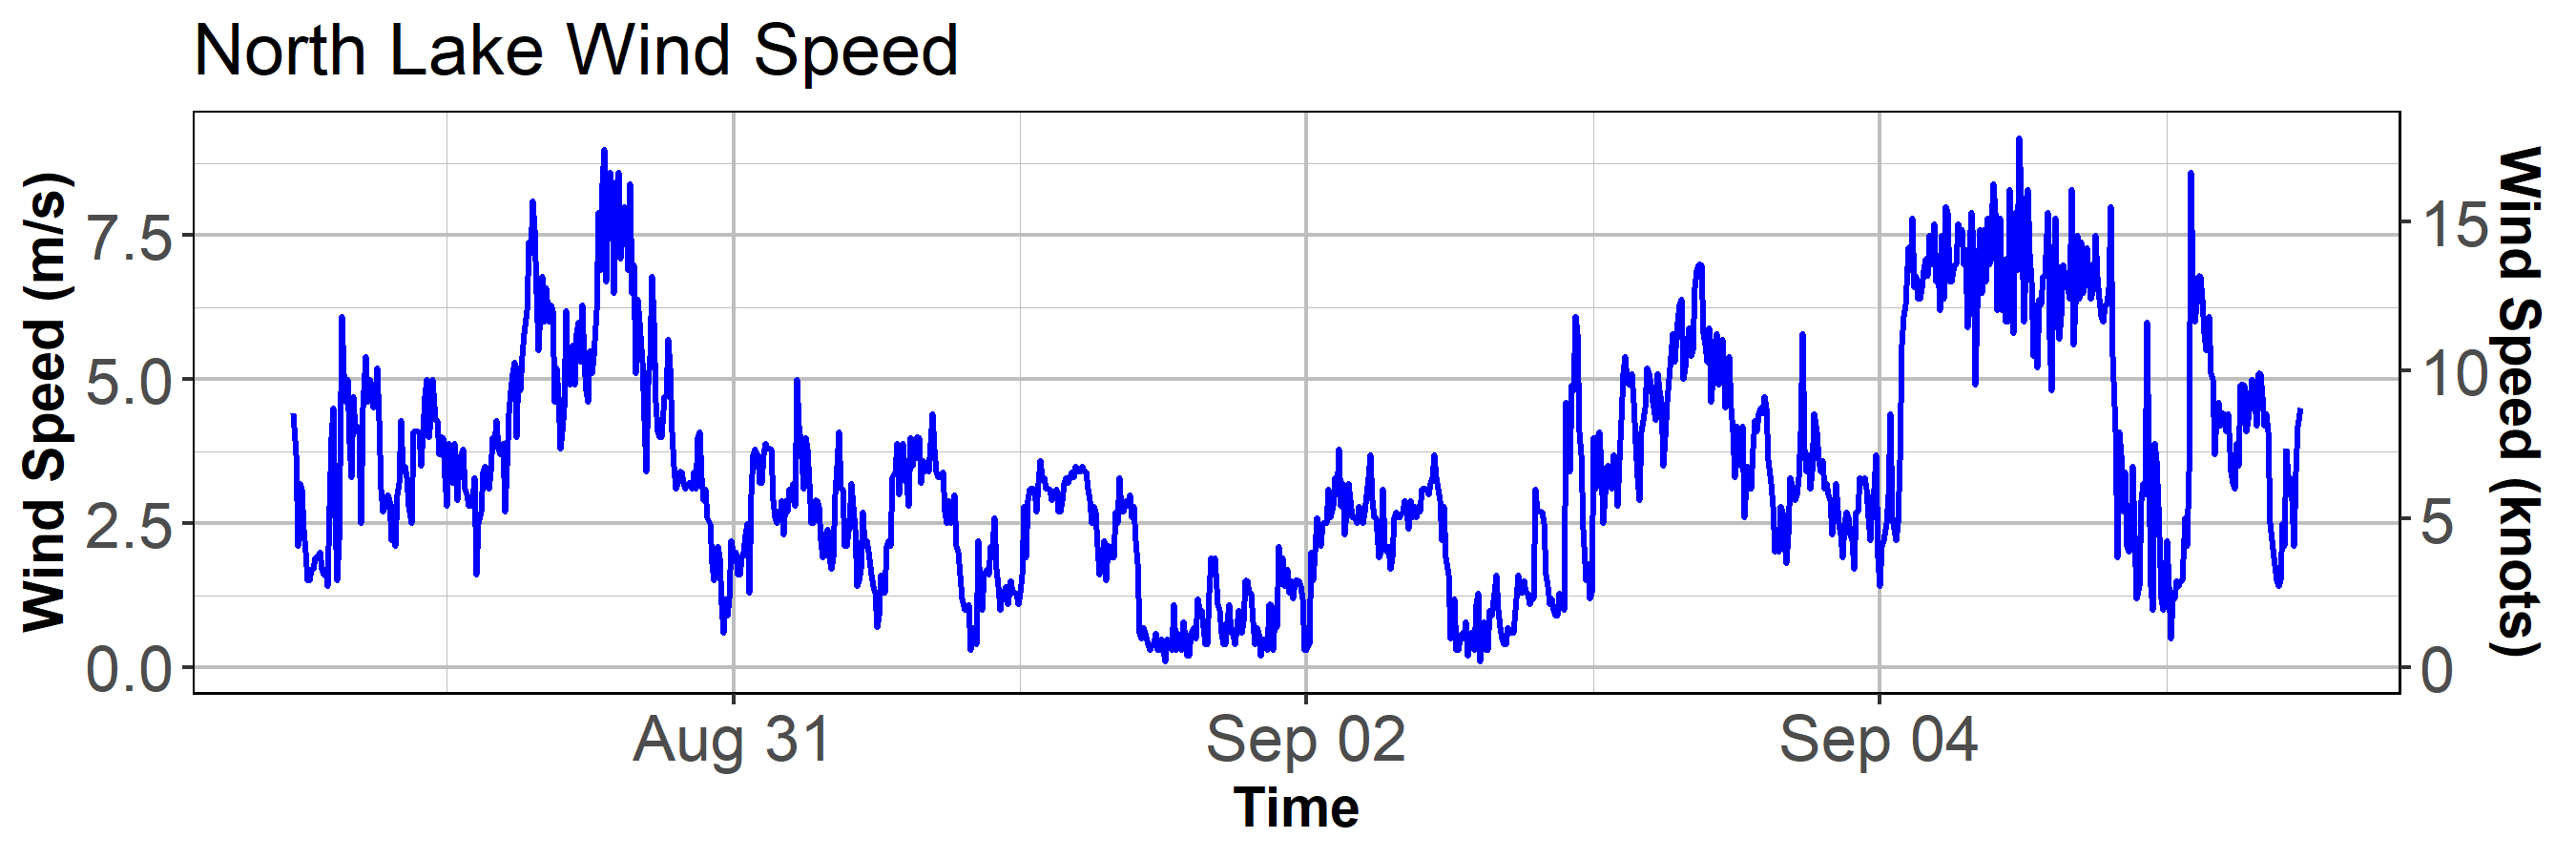 North Lake Wind Speed
Wind Speed (m/s)
7.5
5.0
2.5
0.0
15
10
5
0
Wind Speed (knots)
Aug 31
Sep 02
Sep 04
Time